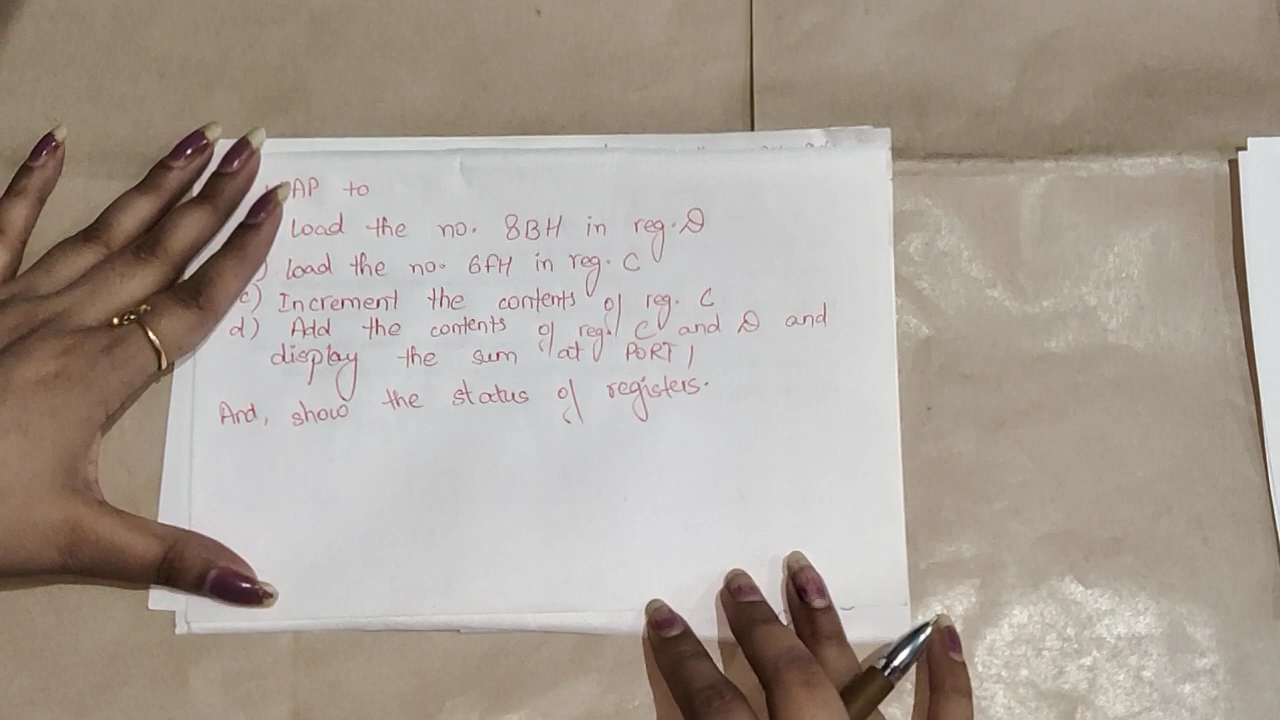 AP to
Load the no. 8BH in reg. D
) Load the no. 6fH in reg. C
c) Increment the contents of reg. C
d) Add the contents of reg. C and D and
display the sum at PORT 1
And, show the status of registers.